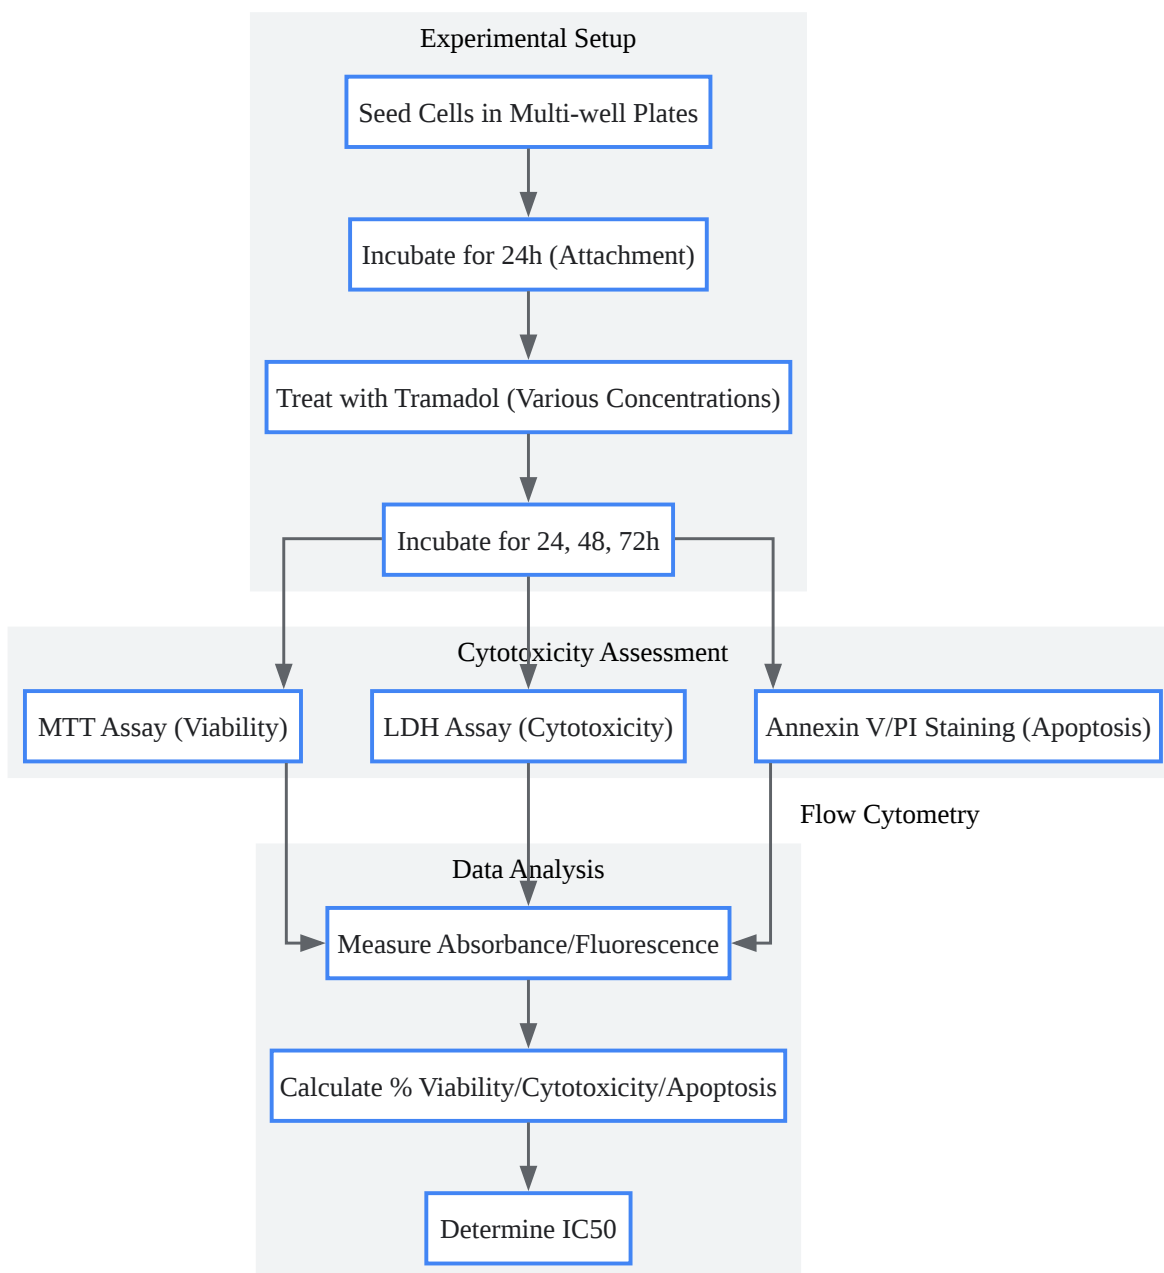 Experimental Setup
Seed Cells in Multi-well Plates
Incubate for 24h (Attachment)
Treat with Tramadol (Various Concentrations)
Incubate for 24, 48, 72h
Cytotoxicity Assessment
MTT Assay (Viability)
LDH Assay (Cytotoxicity)
Annexin V/PI Staining (Apoptosis)
Flow Cytometry
Data Analysis
Measure Absorbance/Fluorescence
Calculate % Viability/Cytotoxicity/Apoptosis
Determine IC50